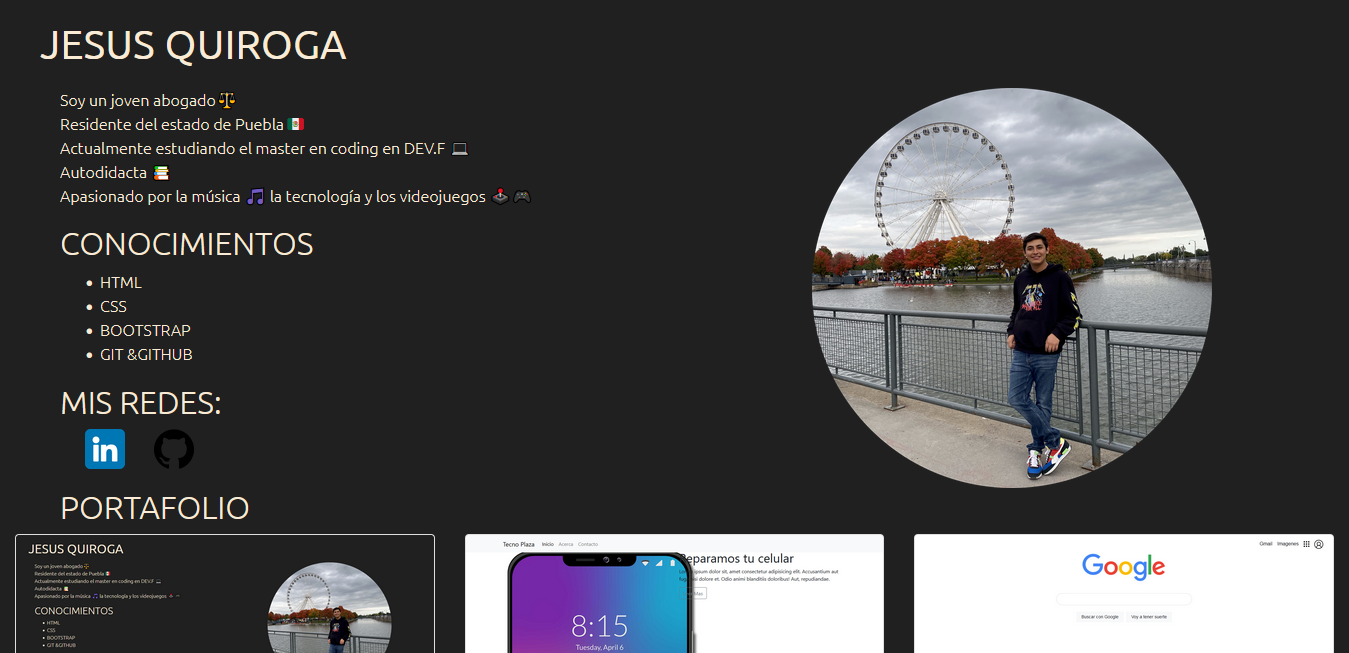 JESUS QUIROGA
Soy un joven abogado ⚖️
Residente del estado de Puebla 🇲🇽
Actualmente estudiando el master en coding en DEV.F 💻
Autodidacta 📚
Apasionado por la música 🎵 la tecnología y los videojuegos 🕹️ 🎮
CONOCIMIENTOS
HTML
CSS
BOOTSTRAP
GIT &GITHUB
MIS REDES:
in
PORTAFOLIO
JESUS QUIROGA
Soy un joven abogado
Residente del estado de Puebla
Actualmente estudiando el master en coding en DEV.F
Autodidacta
Apasionado por la música 🎵 la tecnología y los videojuegos
CONOCIMIENTOS
HTML
CSS
BOOTSTRAP
GIT &GITHUB
Tecno Plaza Inicio Acerca Contacto
Reparamos tu celular
ipsum dolor sit, amet consectetur adipisicing elit. Accusantium aut
dolore et. Odio animi blanditiis doloribus! Aut, repudiandae.
8:15
Tuesday, April 6
Gmail Imagenes
Google
Buscar con Google Voy a tener suerte